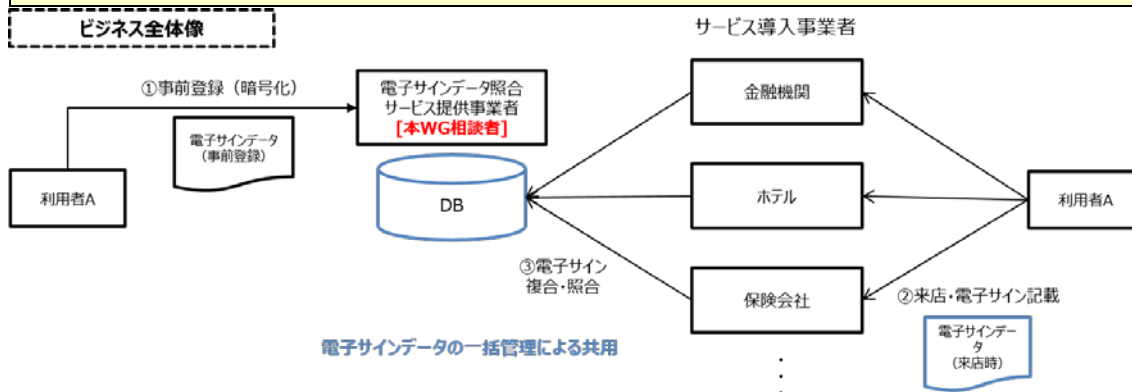 ビジネス全体像
サービス導入事業者
①事前登録（暗号化）
電子サインデータ照合
サービス提供事業者
[本WG相談者]
金融機関
電子サインデータ
（事前登録）
利用者A
DB
ホテル
利用者A
③電子サイン
複合・照合
保険会社
②来店・電子サイン記載
電子サインデー
タ
（来店時）
電子サインデータの一括管理による共用